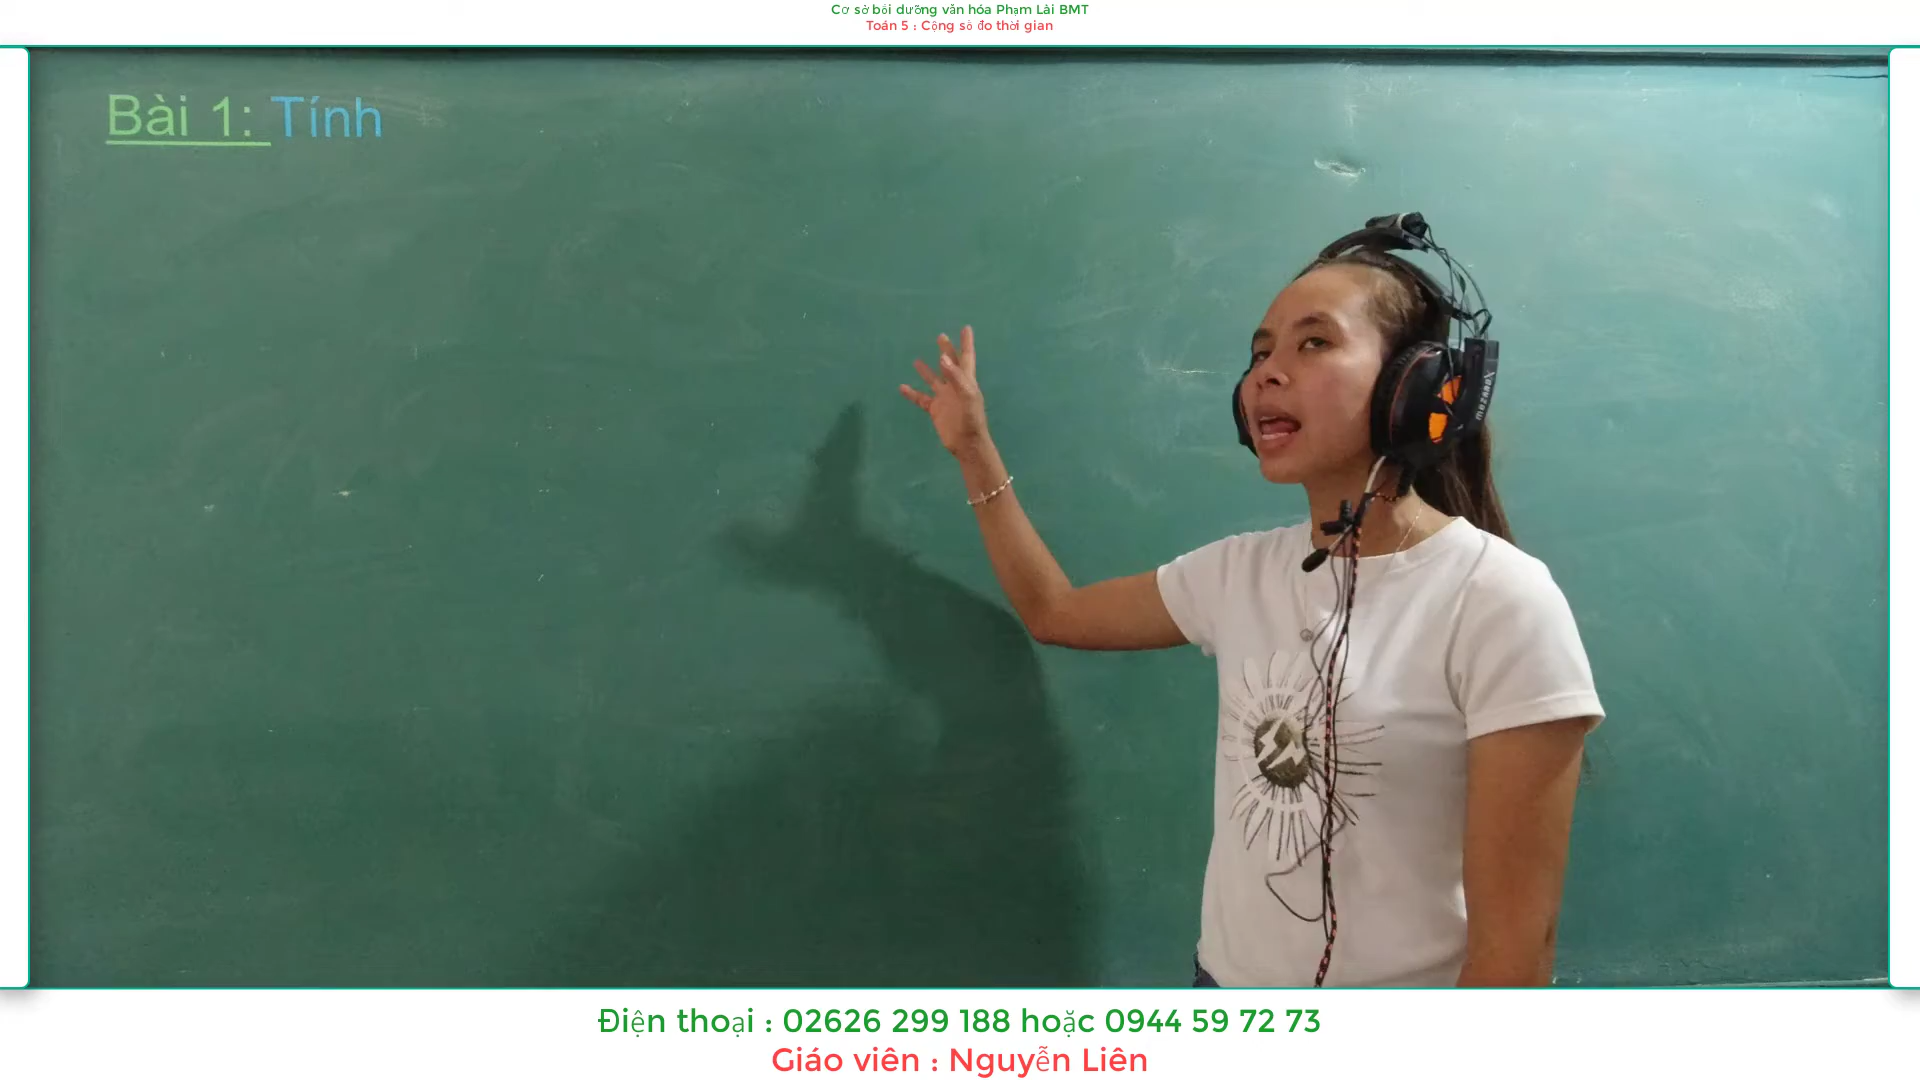 Cơ sở bồi dưỡng văn hóa Phạm Lài BMT
Toán 5 : Cộng số đo thời gian
Bài 1: Tính
Điện thoại : 02626 299 188 hoặc 0944 59 72 73
Giáo viên : Nguyễn Liên